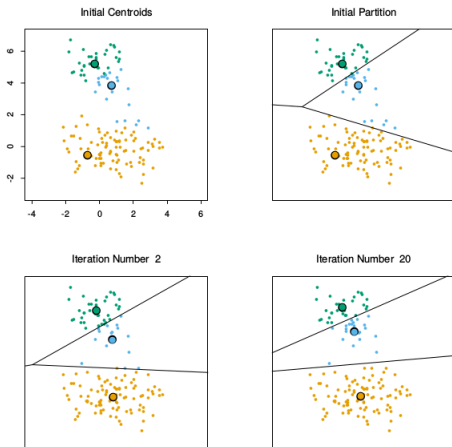 Initial Centroids
Initial Partition
6
4
2
0
-2
-4
-2
0
2
4
6
Iteration Number 2
Iteration Number 20